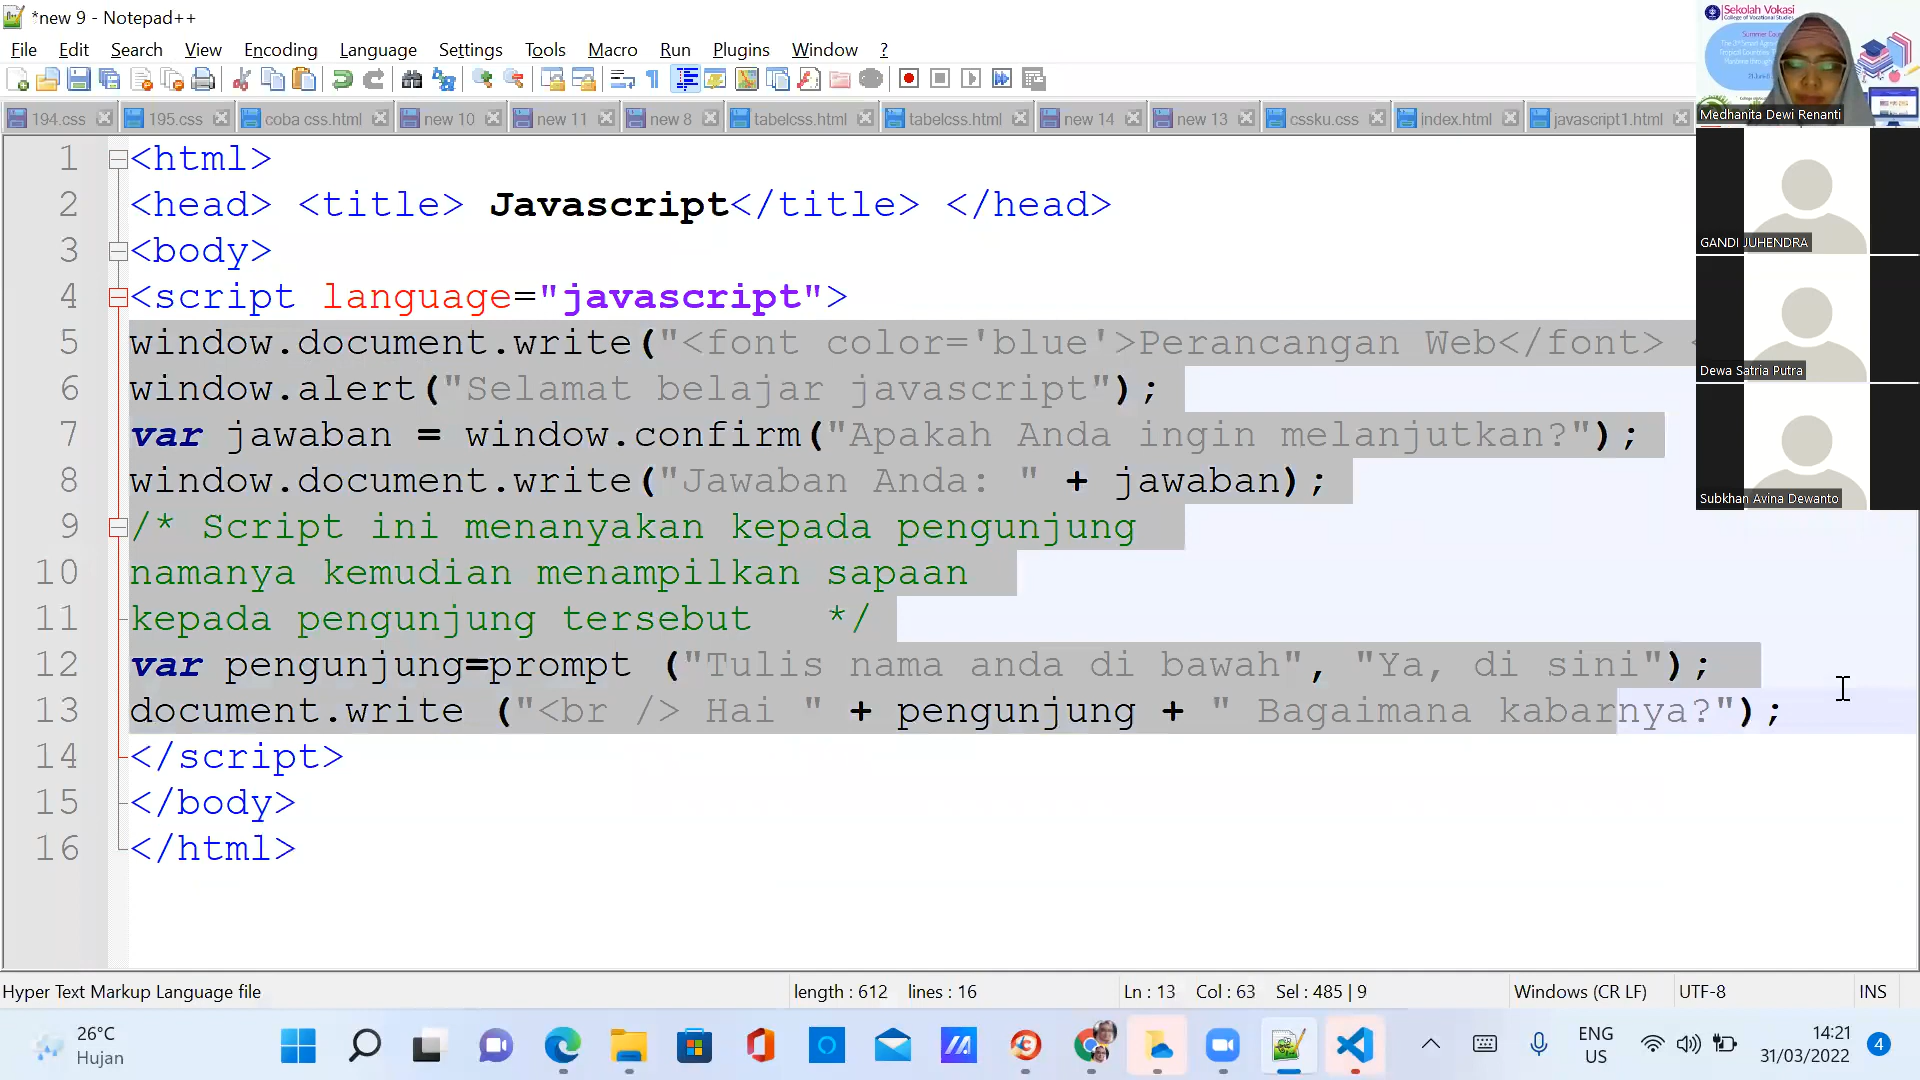 *new 9 - Notepad++
File Edit Search View Encoding Language Settings Tools Macro Run Plugins Window ?
194.css 195.css coba css.html new 10 new 11 new 8 tabelcss.html tabelcss.html new 14 new 13 cssku.css index.html javascript1.html
1 <html>
2 <head> <title> Javascript</title> </head>
3 <body>
4 <script language="javascript">
5 window.document.write("<font color='blue'>Perancangan Web</font>
6 window.alert("Selamat belajar javascript");
7 var jawaban = window.confirm("Apakah Anda ingin melanjutkan?");
8 window.document.write("Jawaban Anda: " + jawaban);
9 /* Script ini menanyakan kepada pengunjung
10 namanya kemudian menampilkan sapaan
11 kepada pengunjung tersebut */
12 var pengunjung=prompt ("Tulis nama anda di bawah", "Ya, di sini");
13 document.write ("<br /> Hai " + pengunjung + " Bagaimana kabarnya?");
14 </script>
15 </body>
16 </html>
Sekolah Vokasi
College of Vocational Studies
Medhanita Dewi Renanti
GANDI JUHENDRA
Dewa Satria Putra
Subkhan Avina Dewanto
Hyper Text Markup Language file length : 612 lines : 16 Ln : 13 Col : 63 Sel : 485 | 9 Windows (CR LF) UTF-8 INS
26°C
Hujan
ENG
US
14:21
31/03/2022
4